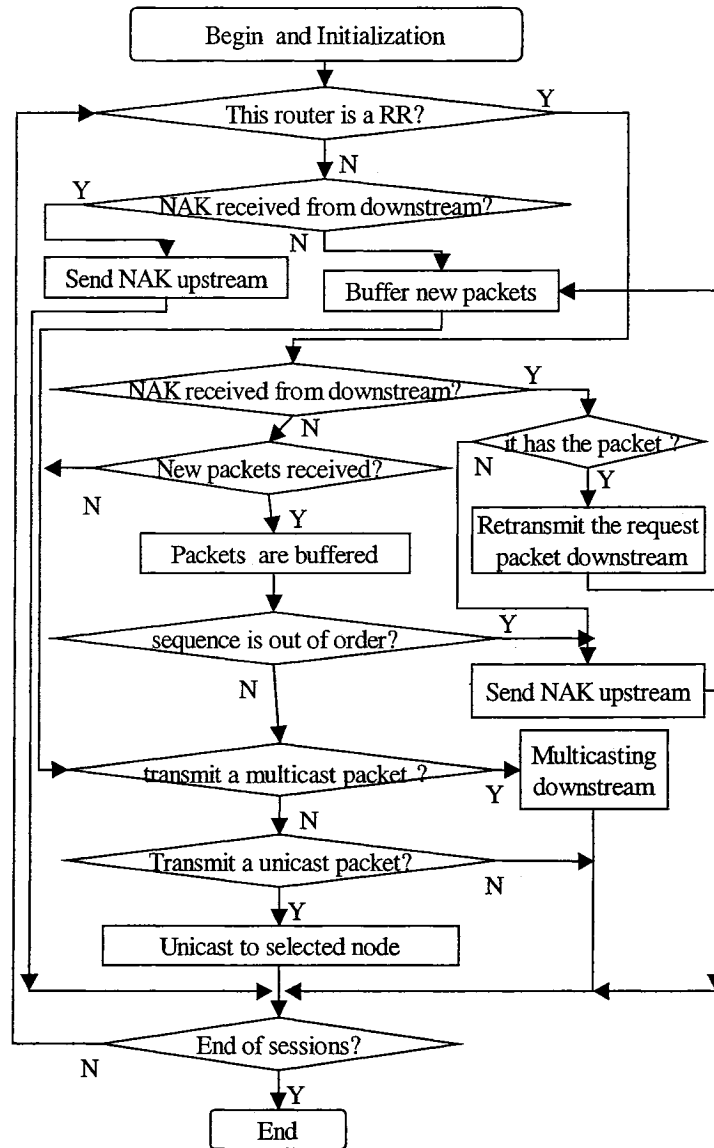 Begin and Initialization
This router is a RR?
Y
N
Y
NAK received from downstream?
N
Send NAK upstream
Buffer new packets
NAK received from downstream?
Y
N
it has the packet ?
New packets received?
N
N
Y
Y
Retransmit the request
packet downstream
Packets are buffered
sequence is out of order?
Y
N
Send NAK upstream
transmit a multicast packet ?
Y
Multicasting
downstream
N
Transmit a unicast packet?
N
Y
Unicast to selected node
End of sessions?
N
Y
End